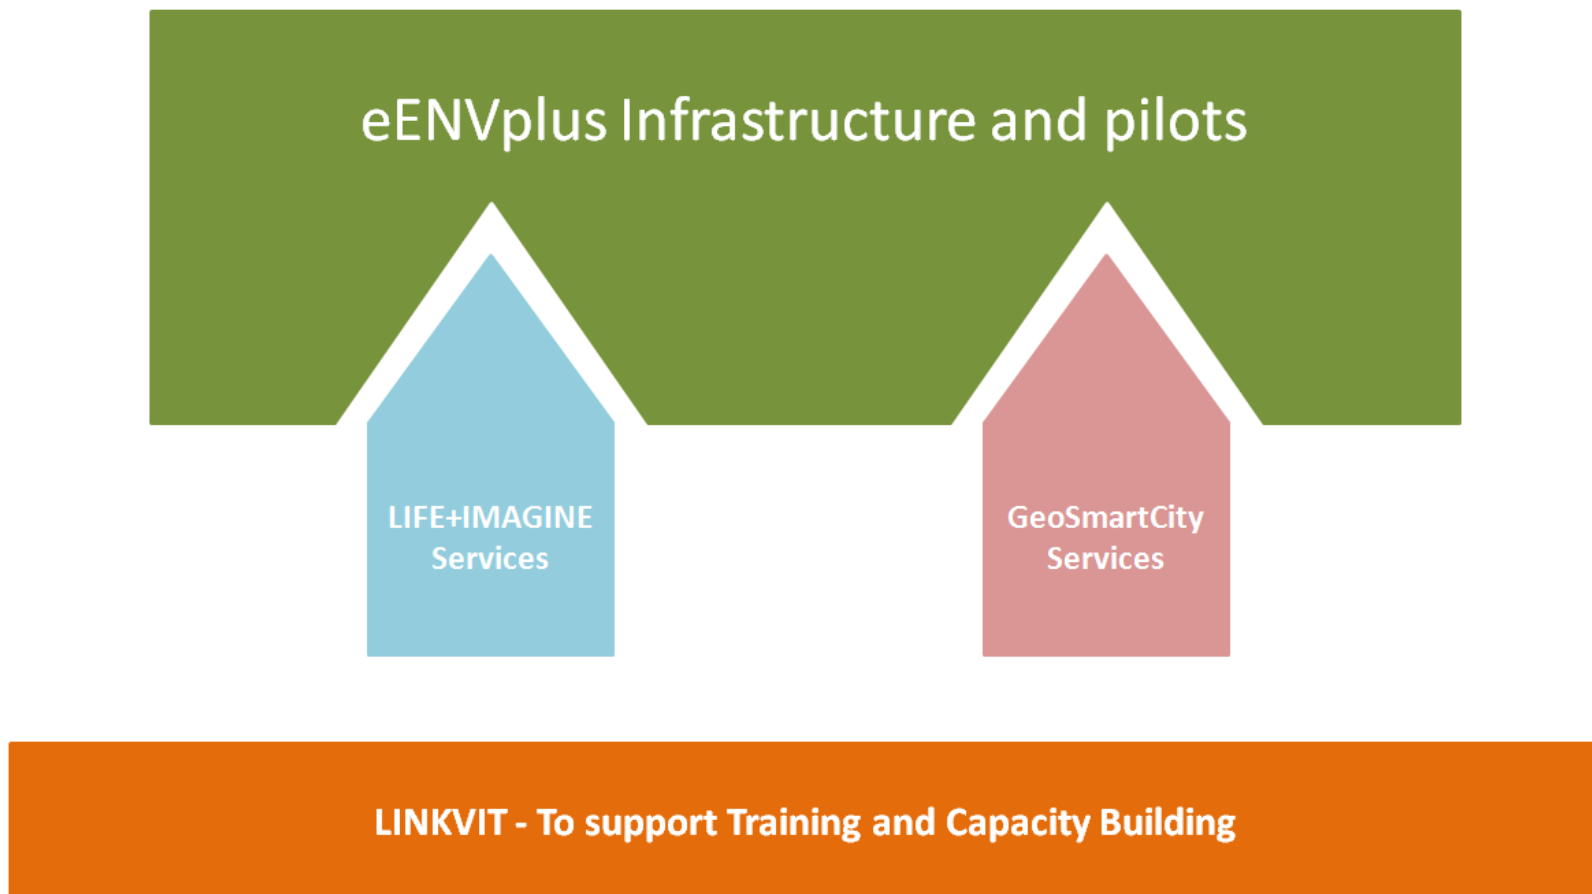 eENVplus Infrastructure and pilots
LIFE+IMAGINE
Services
GeoSmartCity
Services
LINKVIT - To support Training and Capacity Building